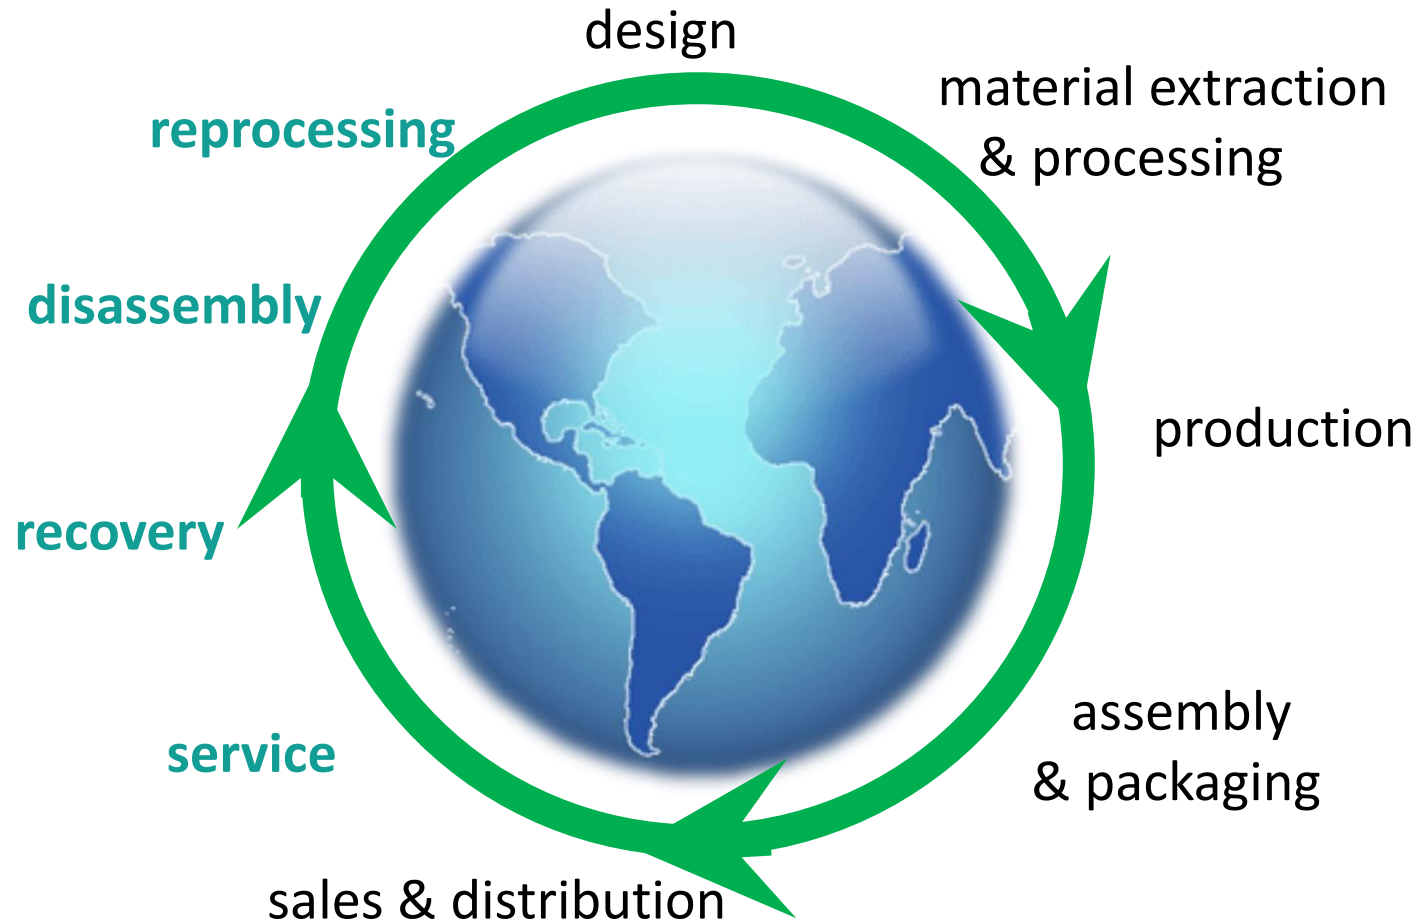 design
material extraction
& processing
production
assembly
& packaging
sales & distribution
service
recovery
disassembly
reprocessing